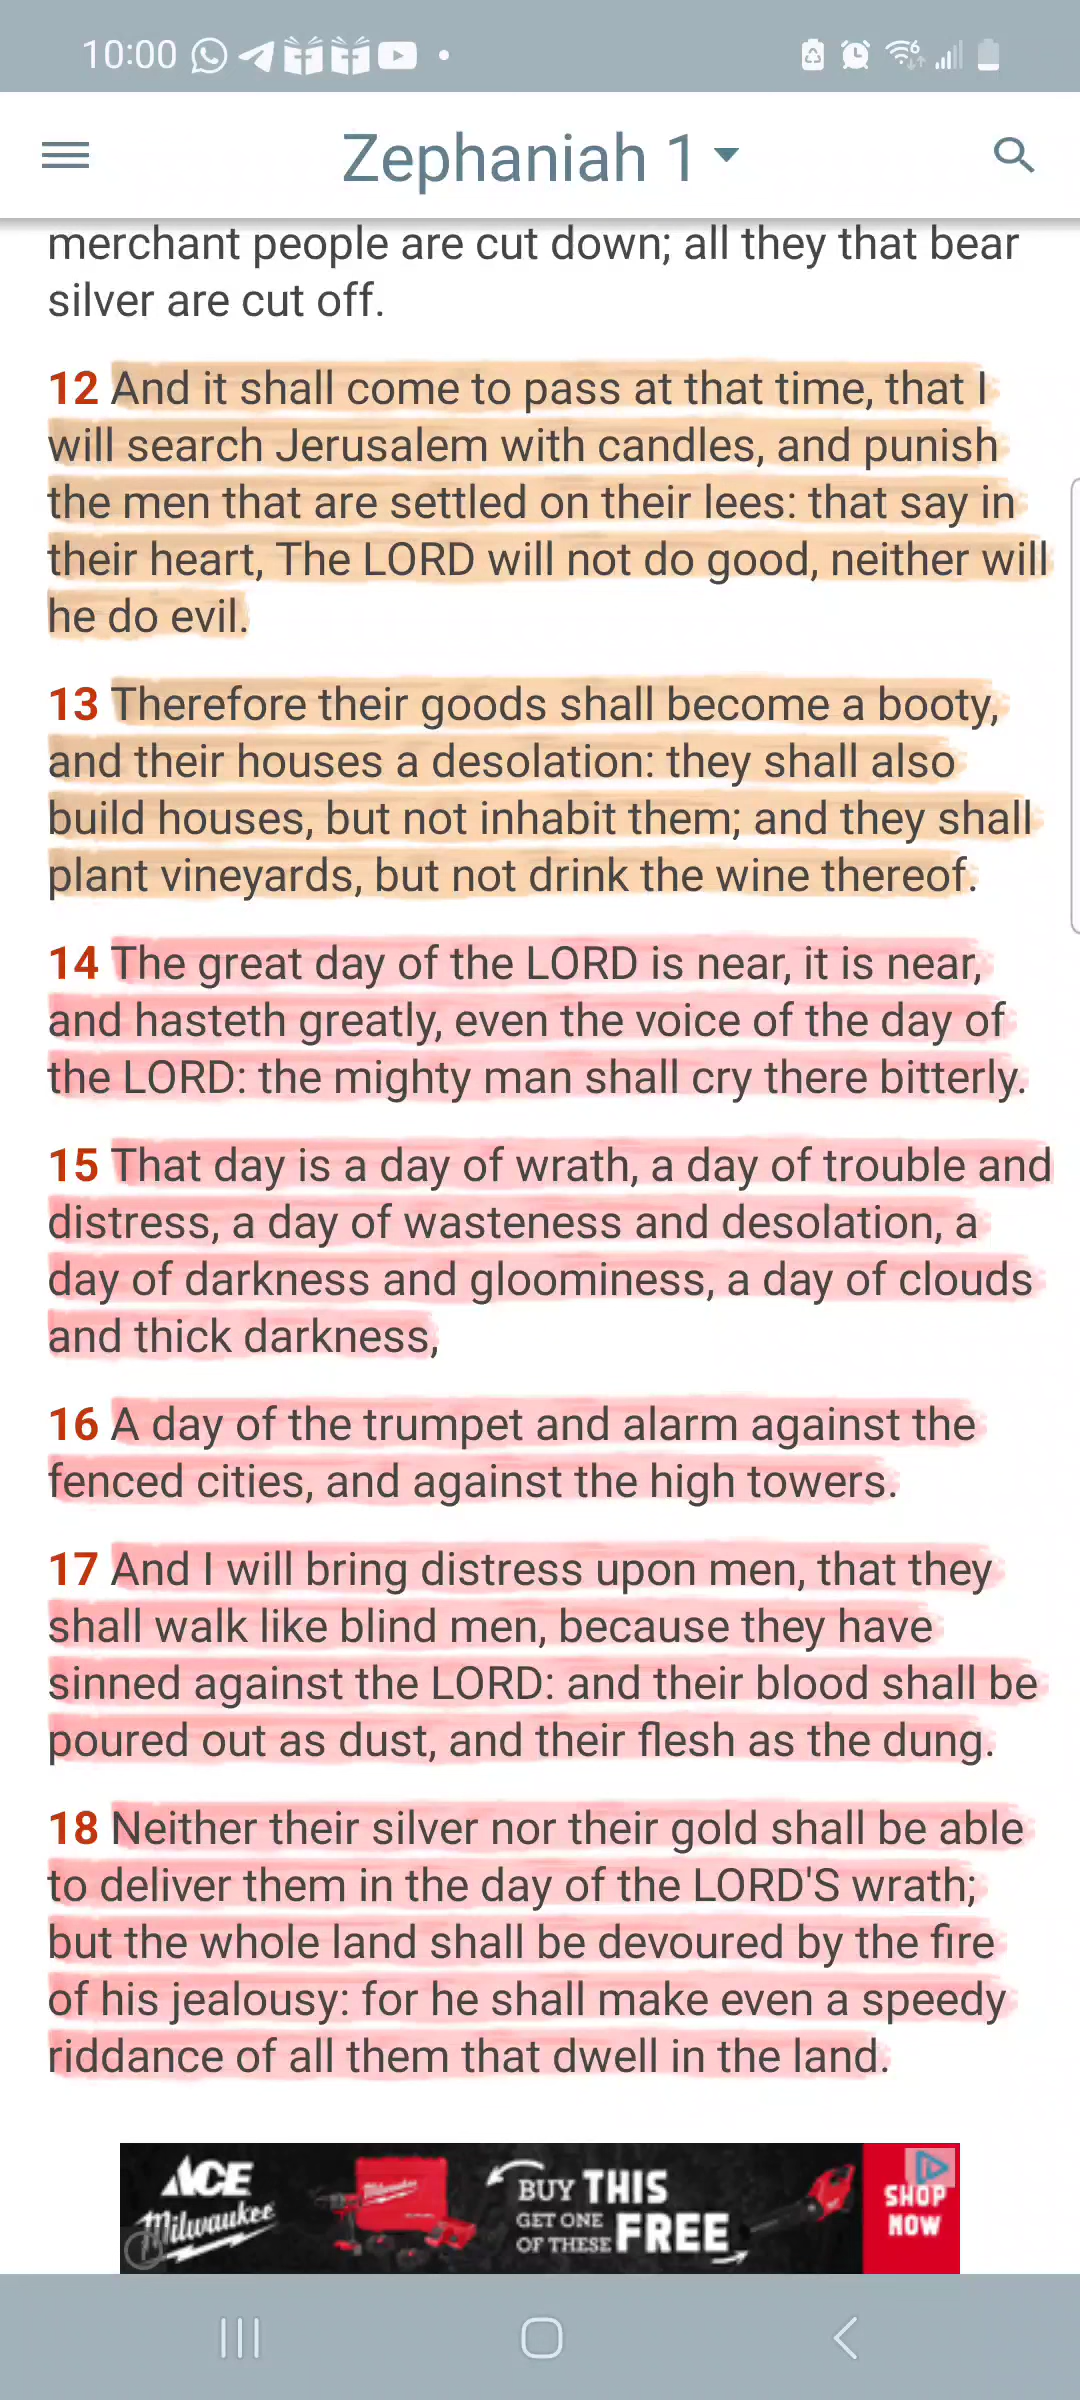 10:00
Zephaniah 1
merchant people are cut down; all they that bear
silver are cut off.
12 And it shall come to pass at that time, that I
will search Jerusalem with candles, and punish
the men that are settled on their lees: that say in
their heart, The LORD will not do good, neither will
he do evil.
13 Therefore their goods shall become a booty,
and their houses a desolation: they shall also
build houses, but not inhabit them; and they shall
plant vineyards, but not drink the wine thereof.
14 The great day of the LORD is near, it is near,
and hasteth greatly, even the voice of the day of
the LORD: the mighty man shall cry there bitterly.
15 That day is a day of wrath, a day of trouble and
distress, a day of wasteness and desolation, a
day of darkness and gloominess, a day of clouds
and thick darkness,
16 A day of the trumpet and alarm against the
fenced cities, and against the high towers.
17 And I will bring distress upon men, that they
shall walk like blind men, because they have
sinned against the LORD: and their blood shall be
poured out as dust, and their flesh as the dung.
18 Neither their silver nor their gold shall be able
to deliver them in the day of the LORD'S wrath;
but the whole land shall be devoured by the fire
of his jealousy: for he shall make even a speedy
riddance of all them that dwell in the land.
ACE
Milwaukee
Milwaukee
BUY THIS
GET ONE
OF THESE FREE
SHOP
NOW